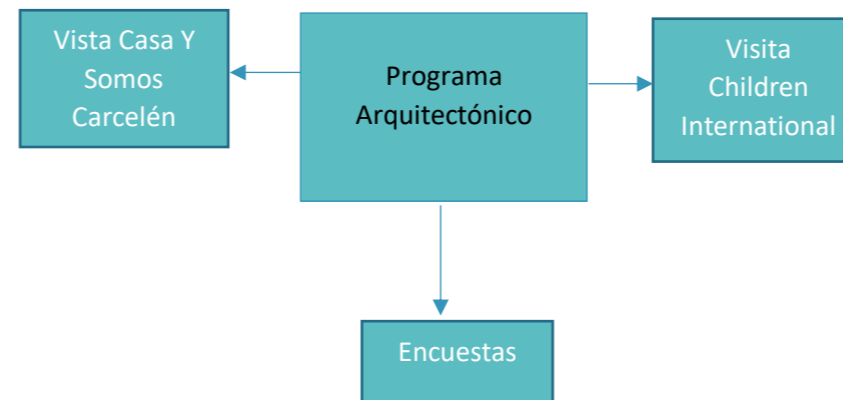 Vista Casa Y
Somos
Carcelén
Programa
Arquitectónico
Visita
Children
International
Encuestas